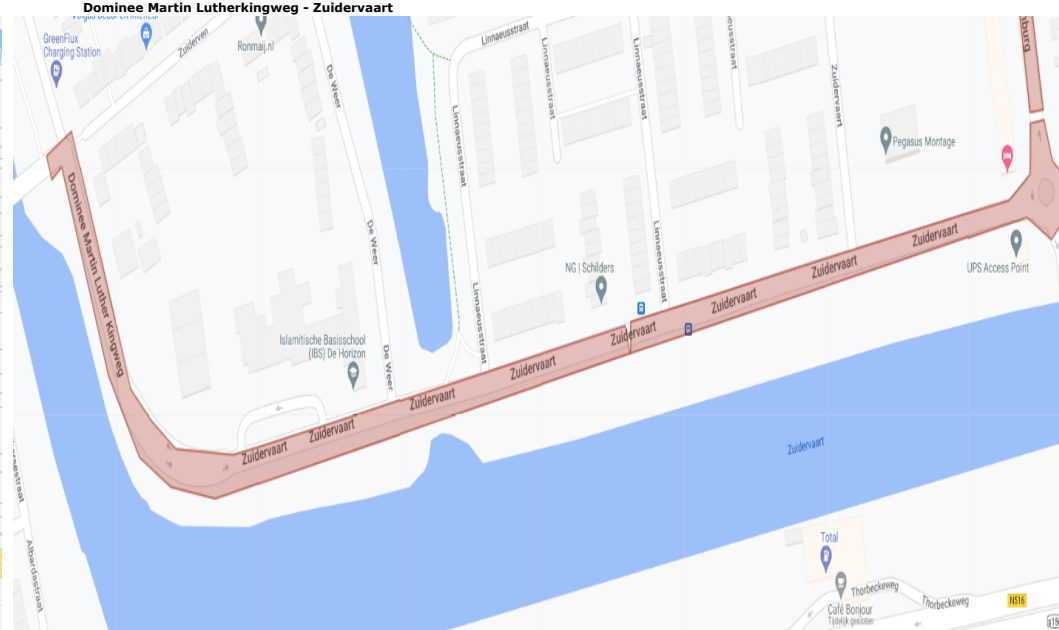 Dominee Martin Lutherkingweg - Zuidervaart
GreenFlux
Charging Station
Zuiderven
Ronmaij.nl
De Weer
Linnaeusstraat
Linnaeusstraat
Linnaeusstraat
Zuidervaart
Pegasus Montage
Linnaeusstraat
Dominee Martin Luther Kingweg
De Weer
Linnaeusstraat
Zuidervaart
UPS Access Point
Zuidervaart
NG | Schilders
Linnaeusstraat
Zuidervaart
Zuidervaart
Islamitische Basisschool
(IBS) De Horizon
De Weer
Zuidervaart
Zuidervaart
Zuidervaart
Zuidervaart
Zuidervaart
Albardastraat
Total
Thorbeckeweg
Thorbeckeweg
N516
Café Bonjour
Tijdelijk gesloten